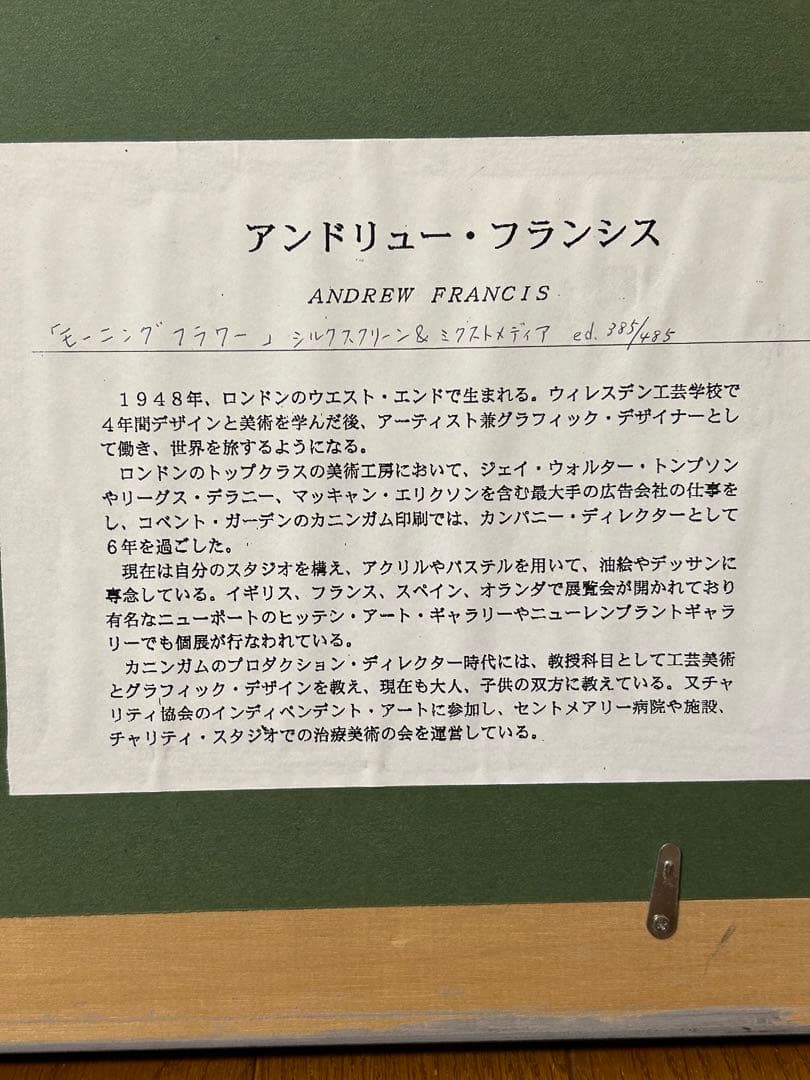 アンドリュー・フランシス
ANDREW FRANCIS
「モーニングフラワー」 シルクスクリーン&ミクストメディア ed. 385/485
１９４８年、ロンドンのウエスト・エンドで生まれる。ウィレスデン工芸学校で
４年間デザインと美術を学んだ後、アーティスト兼グラフィック・デザイナーとし
て働き、世界を旅するようになる。
ロンドンのトップクラスの美術工房において、ジェイ・ウォルター・トンプソン
やリーグス・デラニー、マッキャン・エリクソンを含む最大手の広告会社の仕事を
し、コベント・ガーデンのカニンガム印刷では、カンパニー・ディレクターとして
６年を過ごした。
現在は自分のスタジオを構え、アクリルやパステルを用いて、油絵やデッサンに
専念している。イギリス、フランス、スペイン、オランダで展覧会が開かれており
有名なニューポートのヒッテン・アート・ギャラリーやニューレンブラントギャラ
リーでも個展が行なわれている。
カニンガムのプロダクション・ディレクター時代には、教授科目として工芸美術
とグラフィック・デザインを教え、現在も大人、子供の双方に教えている。又チャ
リティ協会のインディペンデント・アートに参加し、セントメアリー病院や施設、
チャリティ・スタジオでの治療美術の会を運営している。